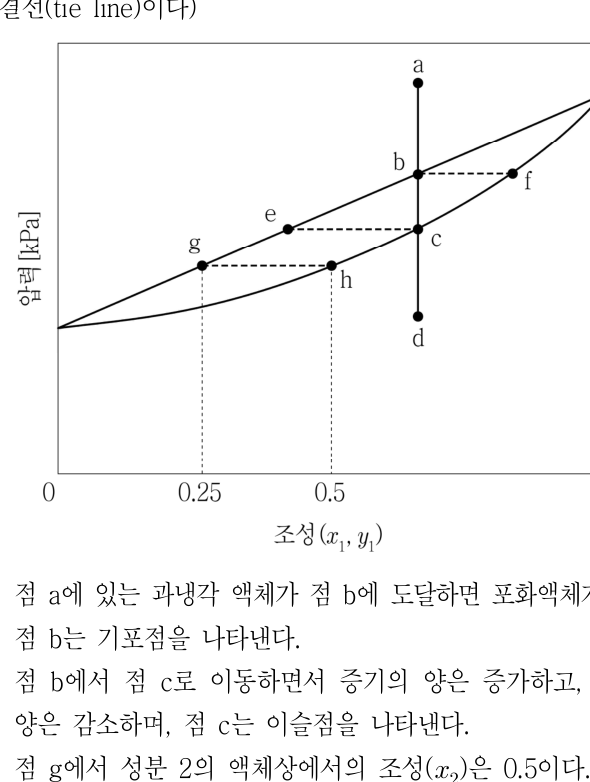 결선(tie line)이다)
a
b
f
e
c
g
h
d
압력[kPa]
0 0.25 0.5
조성(x₁, y₁)
점 a에 있는 과냉각 액체가 점 b에 도달하면 포화액체가
점 b는 기포점을 나타낸다.
점 b에서 점 c로 이동하면서 증기의 양은 증가하고,
양은 감소하며, 점 c는 이슬점을 나타낸다.
점 g에서 성분 2의 액체상에서의 조성(x₂)은 0.5이다.